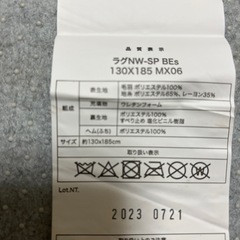 品質表示
ラグNW-SP BEs
130X185 MX06
組成
表生地
毛羽 ポリエステル100%
地糸 ポリエステル65%、レーヨン35%
充填物
ウレタンフォーム
裏生地
ポリエステル100%
すべり止め 塩化ビニル樹脂
ヘム(ふち)
ポリエステル100%
サイズ
約130x185cm
取り扱い表示
Lot.NT.
2023 0721